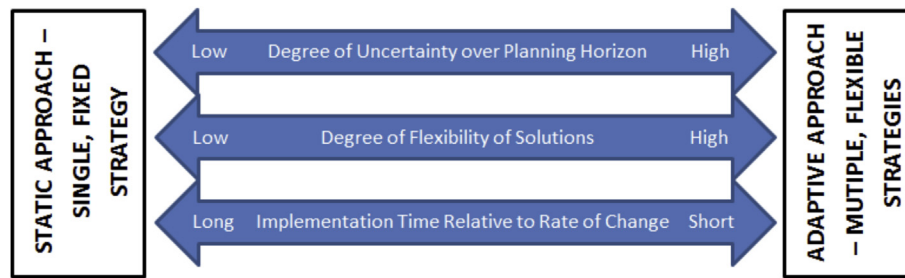 STATIC APPROACH –
SINGLE, FIXED
STRATEGY
Low Degree of Uncertainty over Planning Horizon High
Low Degree of Flexibility of Solutions High
Long Implementation Time Relative to Rate of Change Short
ADAPTIVE APPROACH
– MUTIPLE, FLEXIBLE
STRATEGIES